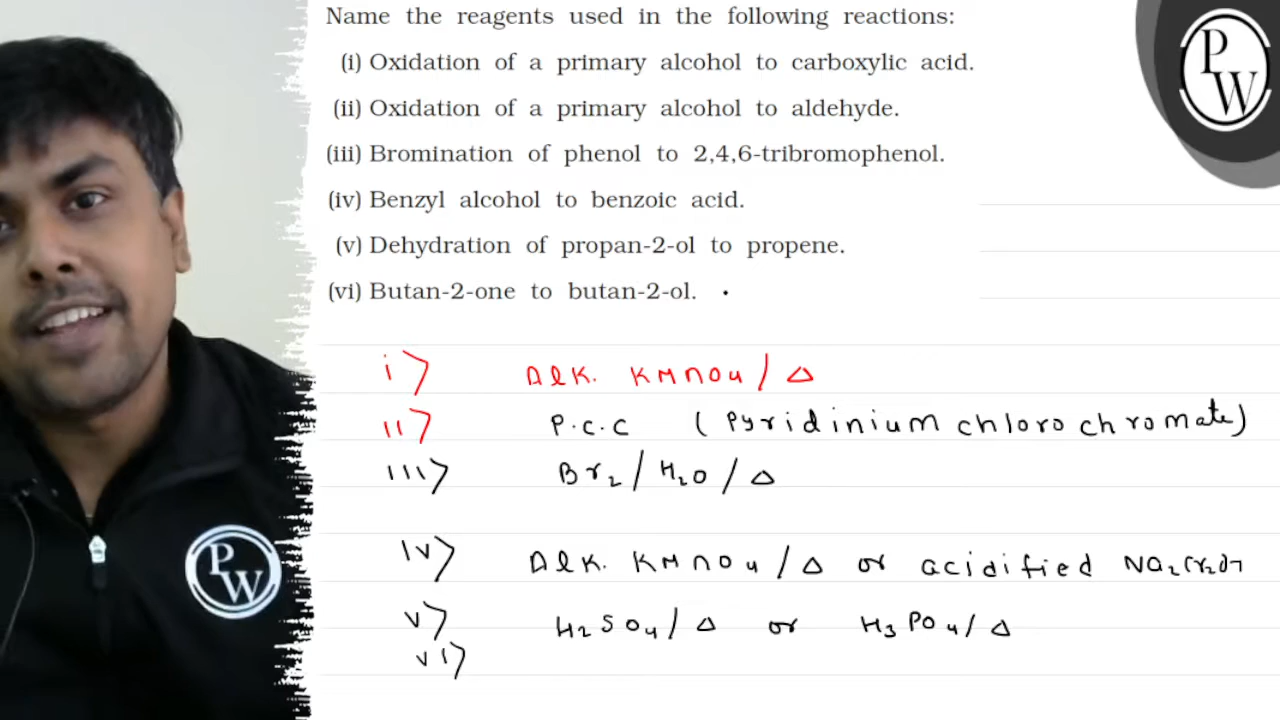 Name the reagents used in the following reactions:
(i) Oxidation of a primary alcohol to carboxylic acid.
(ii) Oxidation of a primary alcohol to aldehyde.
(iii) Bromination of phenol to 2,4,6-tribromophenol.
(iv) Benzyl alcohol to benzoic acid.
(v) Dehydration of propan-2-ol to propene.
(vi) Butan-2-one to butan-2-ol.
P W
i> Alk. KMnO4 / Δ
ii> P.C.C (Pyridinium chlorochromate)
iii> Br2 / H2O / Δ
iv> Alk. KMnO4 / Δ or acidified Na2Cr2O7
v> H2SO4 / Δ or H3PO4 / Δ
vi>
P W